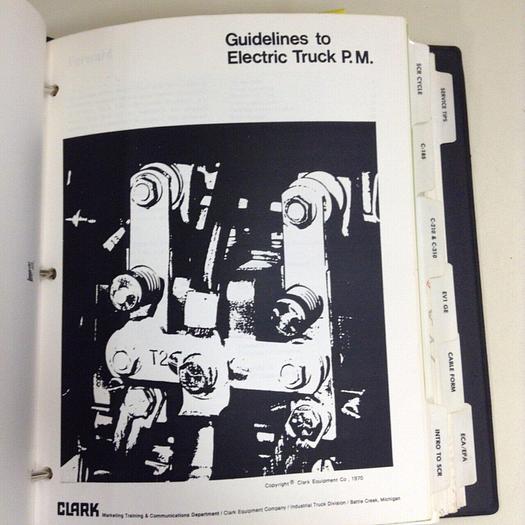 Forward
Guidelines to
Electric Truck P.M.
SCR CYCLE
SERVICE TIPS
C-185
C-210 & C-310
EV1 GE
CABLE FORM
INTRO TO SCR
ECA/EPA
T2
Copyright ® Clark Equipment Co , 1970
CLARK Marketing Training & Communications Department / Clark Equipment Company / Industrial Truck Division / Battle Creek, Michigan